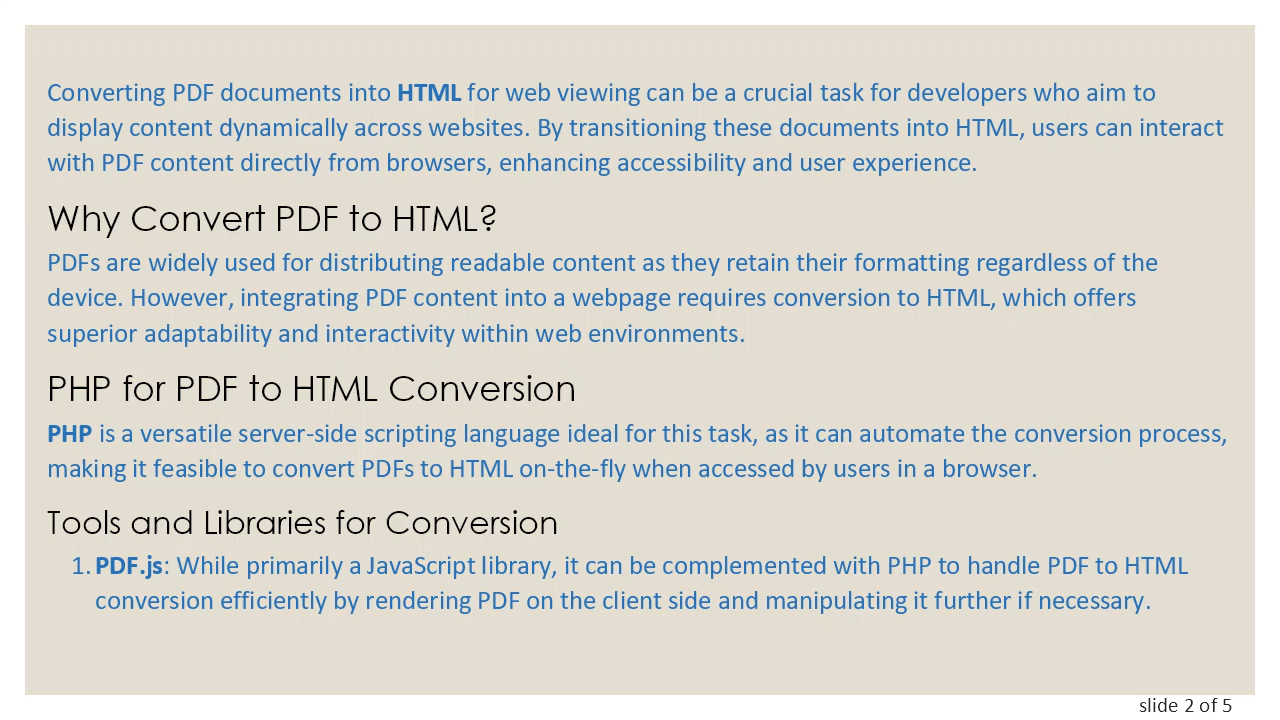 Converting PDF documents into HTML for web viewing can be a crucial task for developers who aim to
display content dynamically across websites. By transitioning these documents into HTML, users can interact
with PDF content directly from browsers, enhancing accessibility and user experience.
Why Convert PDF to HTML?
PDFs are widely used for distributing readable content as they retain their formatting regardless of the
device. However, integrating PDF content into a webpage requires conversion to HTML, which offers
superior adaptability and interactivity within web environments.
PHP for PDF to HTML Conversion
PHP is a versatile server-side scripting language ideal for this task, as it can automate the conversion process,
making it feasible to convert PDFs to HTML on-the-fly when accessed by users in a browser.
Tools and Libraries for Conversion
1. PDF.js: While primarily a JavaScript library, it can be complemented with PHP to handle PDF to HTML
conversion efficiently by rendering PDF on the client side and manipulating it further if necessary.
slide 2 of 5